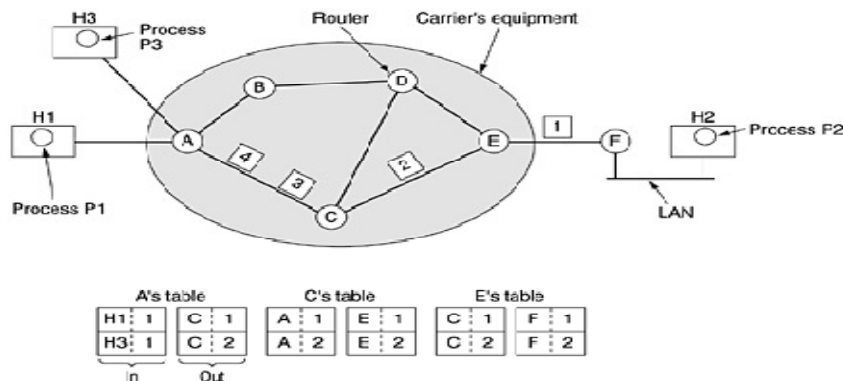 H3
Process
P3
Router
Carrier's equipment
B
D
H1
A
E
1
F
H2
Process F2
4
3
2
C
Process P1
LAN
A's table
C's table
E's table
H1 1 C 1 A 1 E 1 C 1 F 1
H3 1 C 2 A 2 E 2 C 2 F 2
In
Out